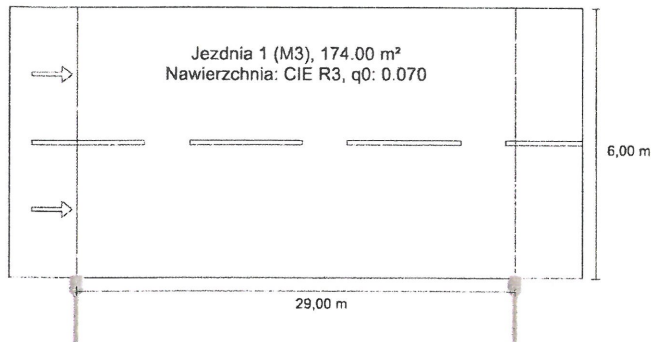 Jezdnia 1 (M3), 174.00 m²
Nawierzchnia: CIE R3, q0: 0.070
6,00 m
29,00 m